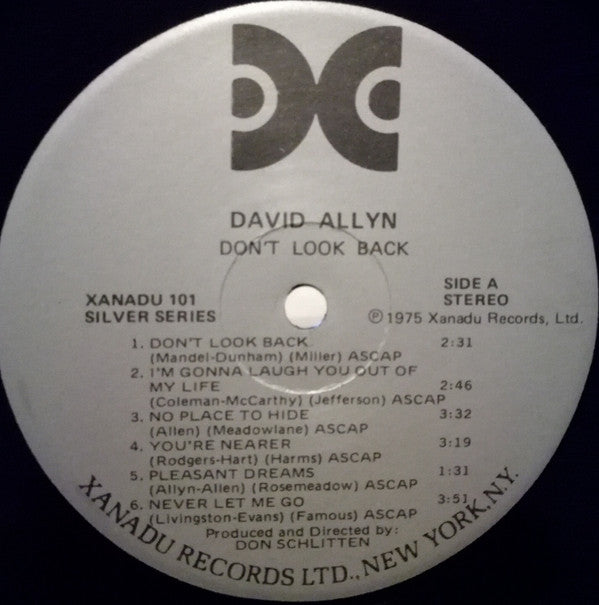 DAVID ALLYN
DON'T LOOK BACK
XANADU 101
SILVER SERIES
SIDE A
STEREO
℗ 1975 Xanadu Records, Ltd.
1. DON'T LOOK BACK 2:31
(Mandel-Dunham) (Miller) ASCAP
2. I'M GONNA LAUGH YOU OUT OF
MY LIFE 2:46
(Coleman-McCarthy) (Jefferson) ASCAP
3. NO PLACE TO HIDE 3:32
(Allen) (Meadowlane) ASCAP
4. YOU'RE NEARER 3:19
(Rodgers-Hart) (Harms) ASCAP
5. PLEASANT DREAMS 1:31
(Allyn-Allen) (Rosemeadow) ASCAP
6. NEVER LET ME GO 3:51
(Livingston-Evans) (Famous) ASCAP
Produced and Directed by:
DON SCHLITTEN
XANADU RECORDS LTD., NEW YORK, N.Y.